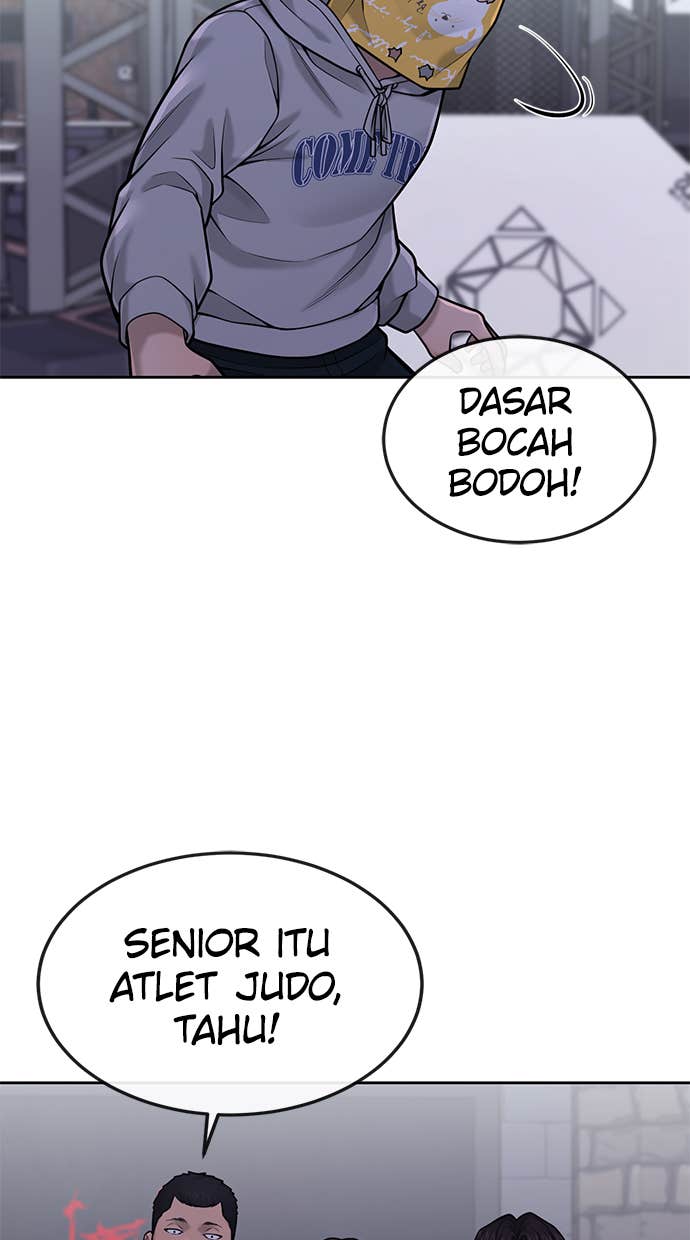 COME TR
DASAR
BOCAH
BODOH!
SENIOR ITU
ATLET JUDO,
TAHU!